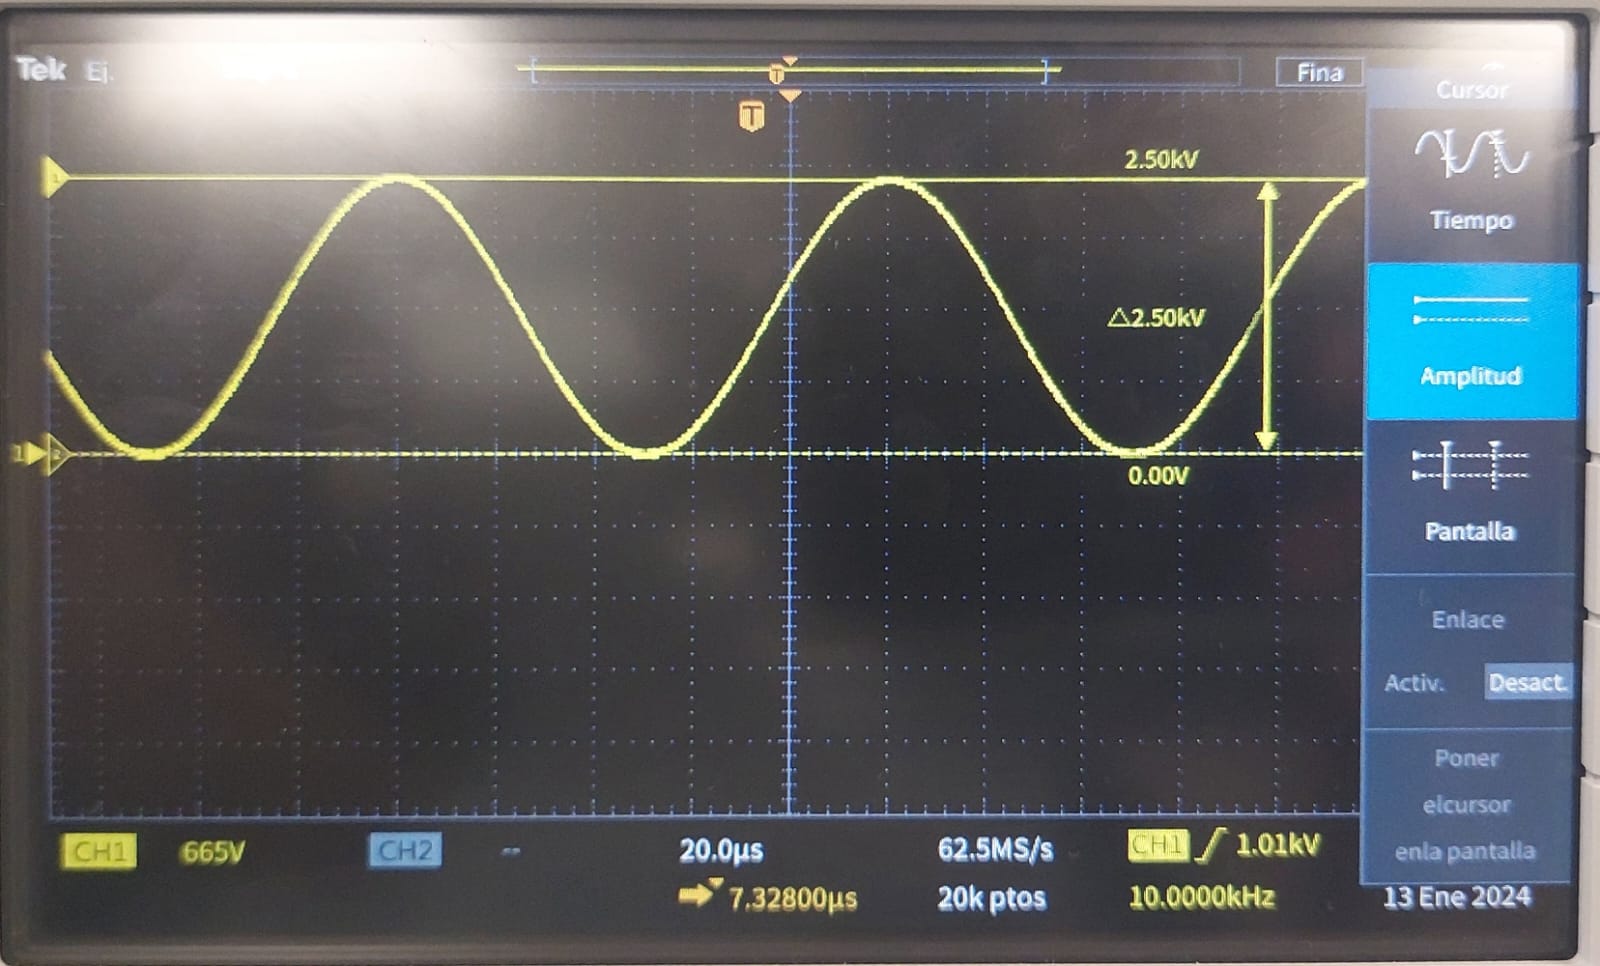 Tek Ej.
T
Fina
Cursor
T
2.50kV
Tiempo
△2.50kV
Amplitud
1
2
0.00V
Pantalla
Enlace
Activ. Desact.
Poner
elcursor
enla pantalla
CH1 665V CH2 -- 20.0µs 62.5MS/s CH1 1.01kV
7.32800µs 20k ptos 10.0000kHz 13 Ene 2024